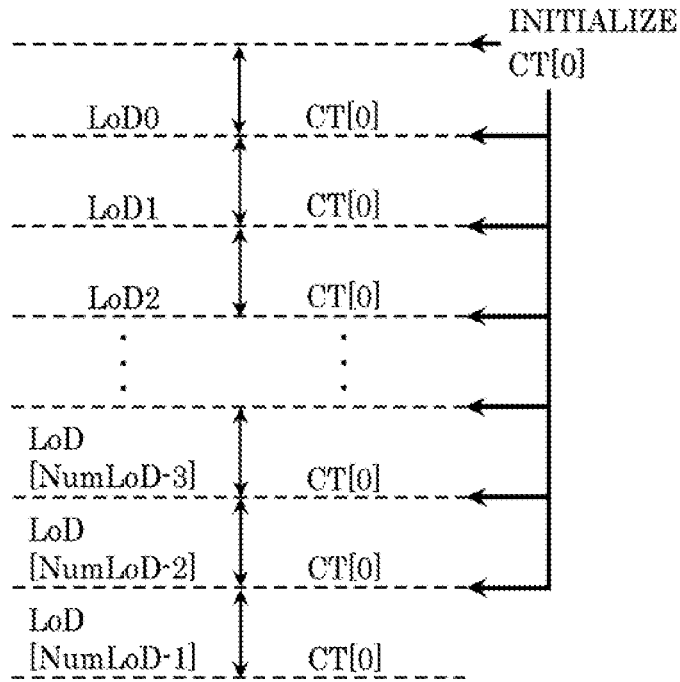 INITIALIZE
CT[0]
LoD0 CT[0]
LoD1 CT[0]
LoD2 CT[0]
LoD
[NumLoD-3] CT[0]
LoD
[NumLoD-2] CT[0]
LoD
[NumLoD-1] CT[0]